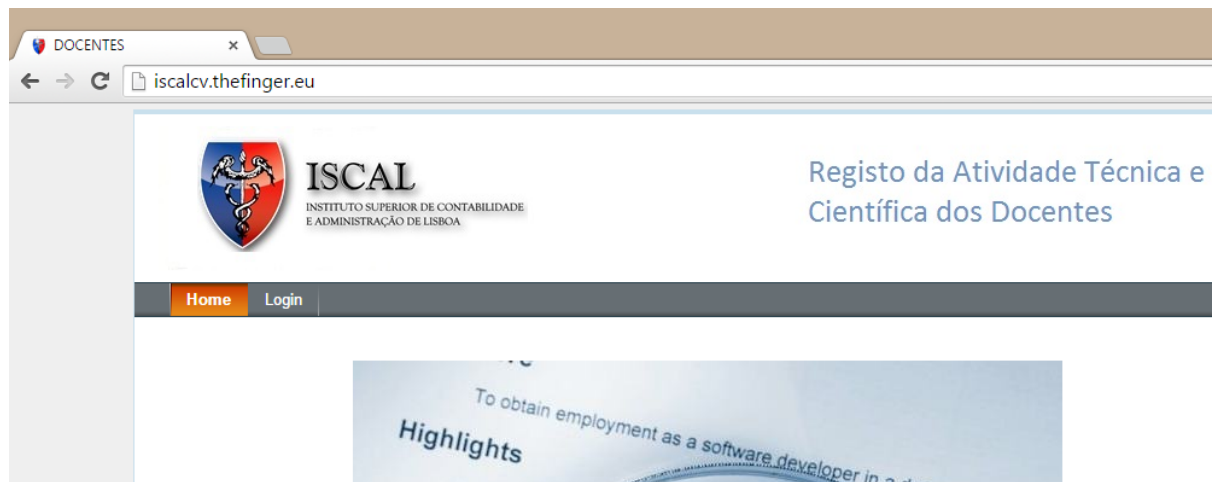 DOCENTES
iscalcv.thefinger.eu
ISCAL
INSTITUTO SUPERIOR DE CONTABILIDADE
E ADMINISTRAÇÃO DE LISBOA
Registo da Atividade Técnica e
Científica dos Docentes
Home Login
To obtain employment as a software developer in a
Highlights